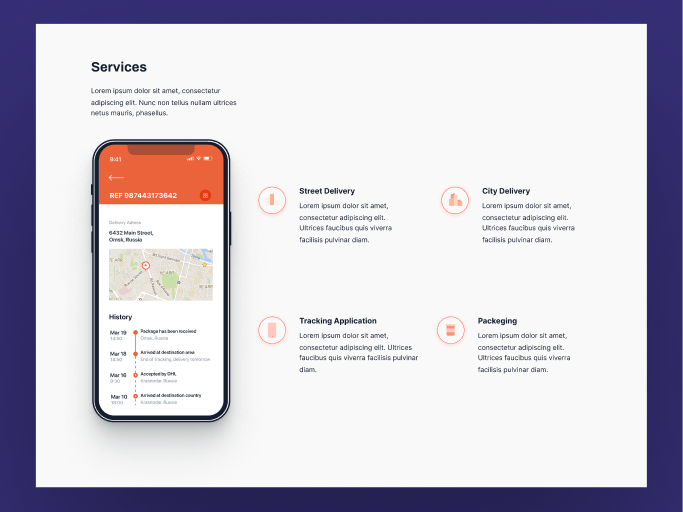 Services
Lorem ipsum dolor sit amet, consectetur
adipiscing elit. Nunc non tellus nullam ultrices
netus mauris, phasellus.
9:41
REF 987443173642
Delivery Adress
6432 Main Street,
Omsk, Russia
History
Mar 19
Package has been received
14:50
Omsk, Russia
Mar 18
Arrived at destination area
14:50
End of tracking, delivery tomorrow
Mar 16
Accepted by DHL
9:30
Krasnodar, Russia
Mar 10
Arrived at destination country
10:00
Krasnodar, Russia
Street Delivery
Lorem ipsum dolor sit amet,
consectetur adipiscing elit.
Ultrices faucibus quis viverra
facilisis pulvinar diam.
City Delivery
Lorem ipsum dolor sit amet,
consectetur adipiscing elit.
Ultrices faucibus quis viverra
facilisis pulvinar diam.
Tracking Application
Lorem ipsum dolor sit amet,
consectetur adipiscing elit. Ultrices
faucibus quis viverra facilisis pulvinar
diam.
Packeging
Lorem ipsum dolor sit amet,
consectetur adipiscing elit.
Ultrices faucibus quis viverra
facilisis pulvinar diam.